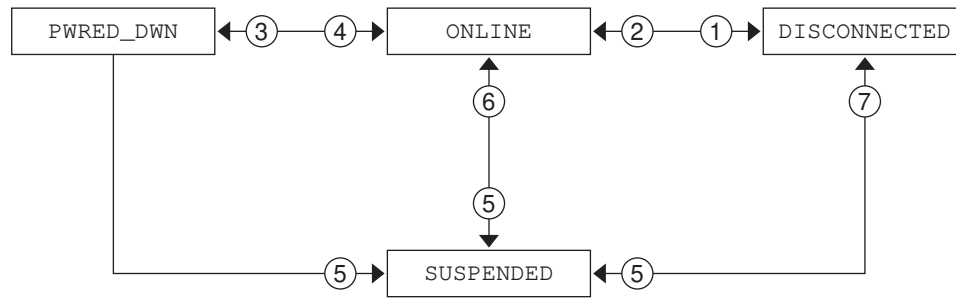 PWRED_DWN 3 4 ONLINE 2 1 DISCONNECTED
6 7
5
5 SUSPENDED 5